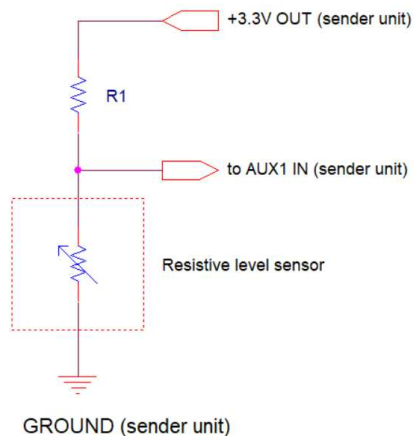 +3.3V OUT (sender unit)
R1
to AUX1 IN (sender unit)
Resistive level sensor
GROUND (sender unit)